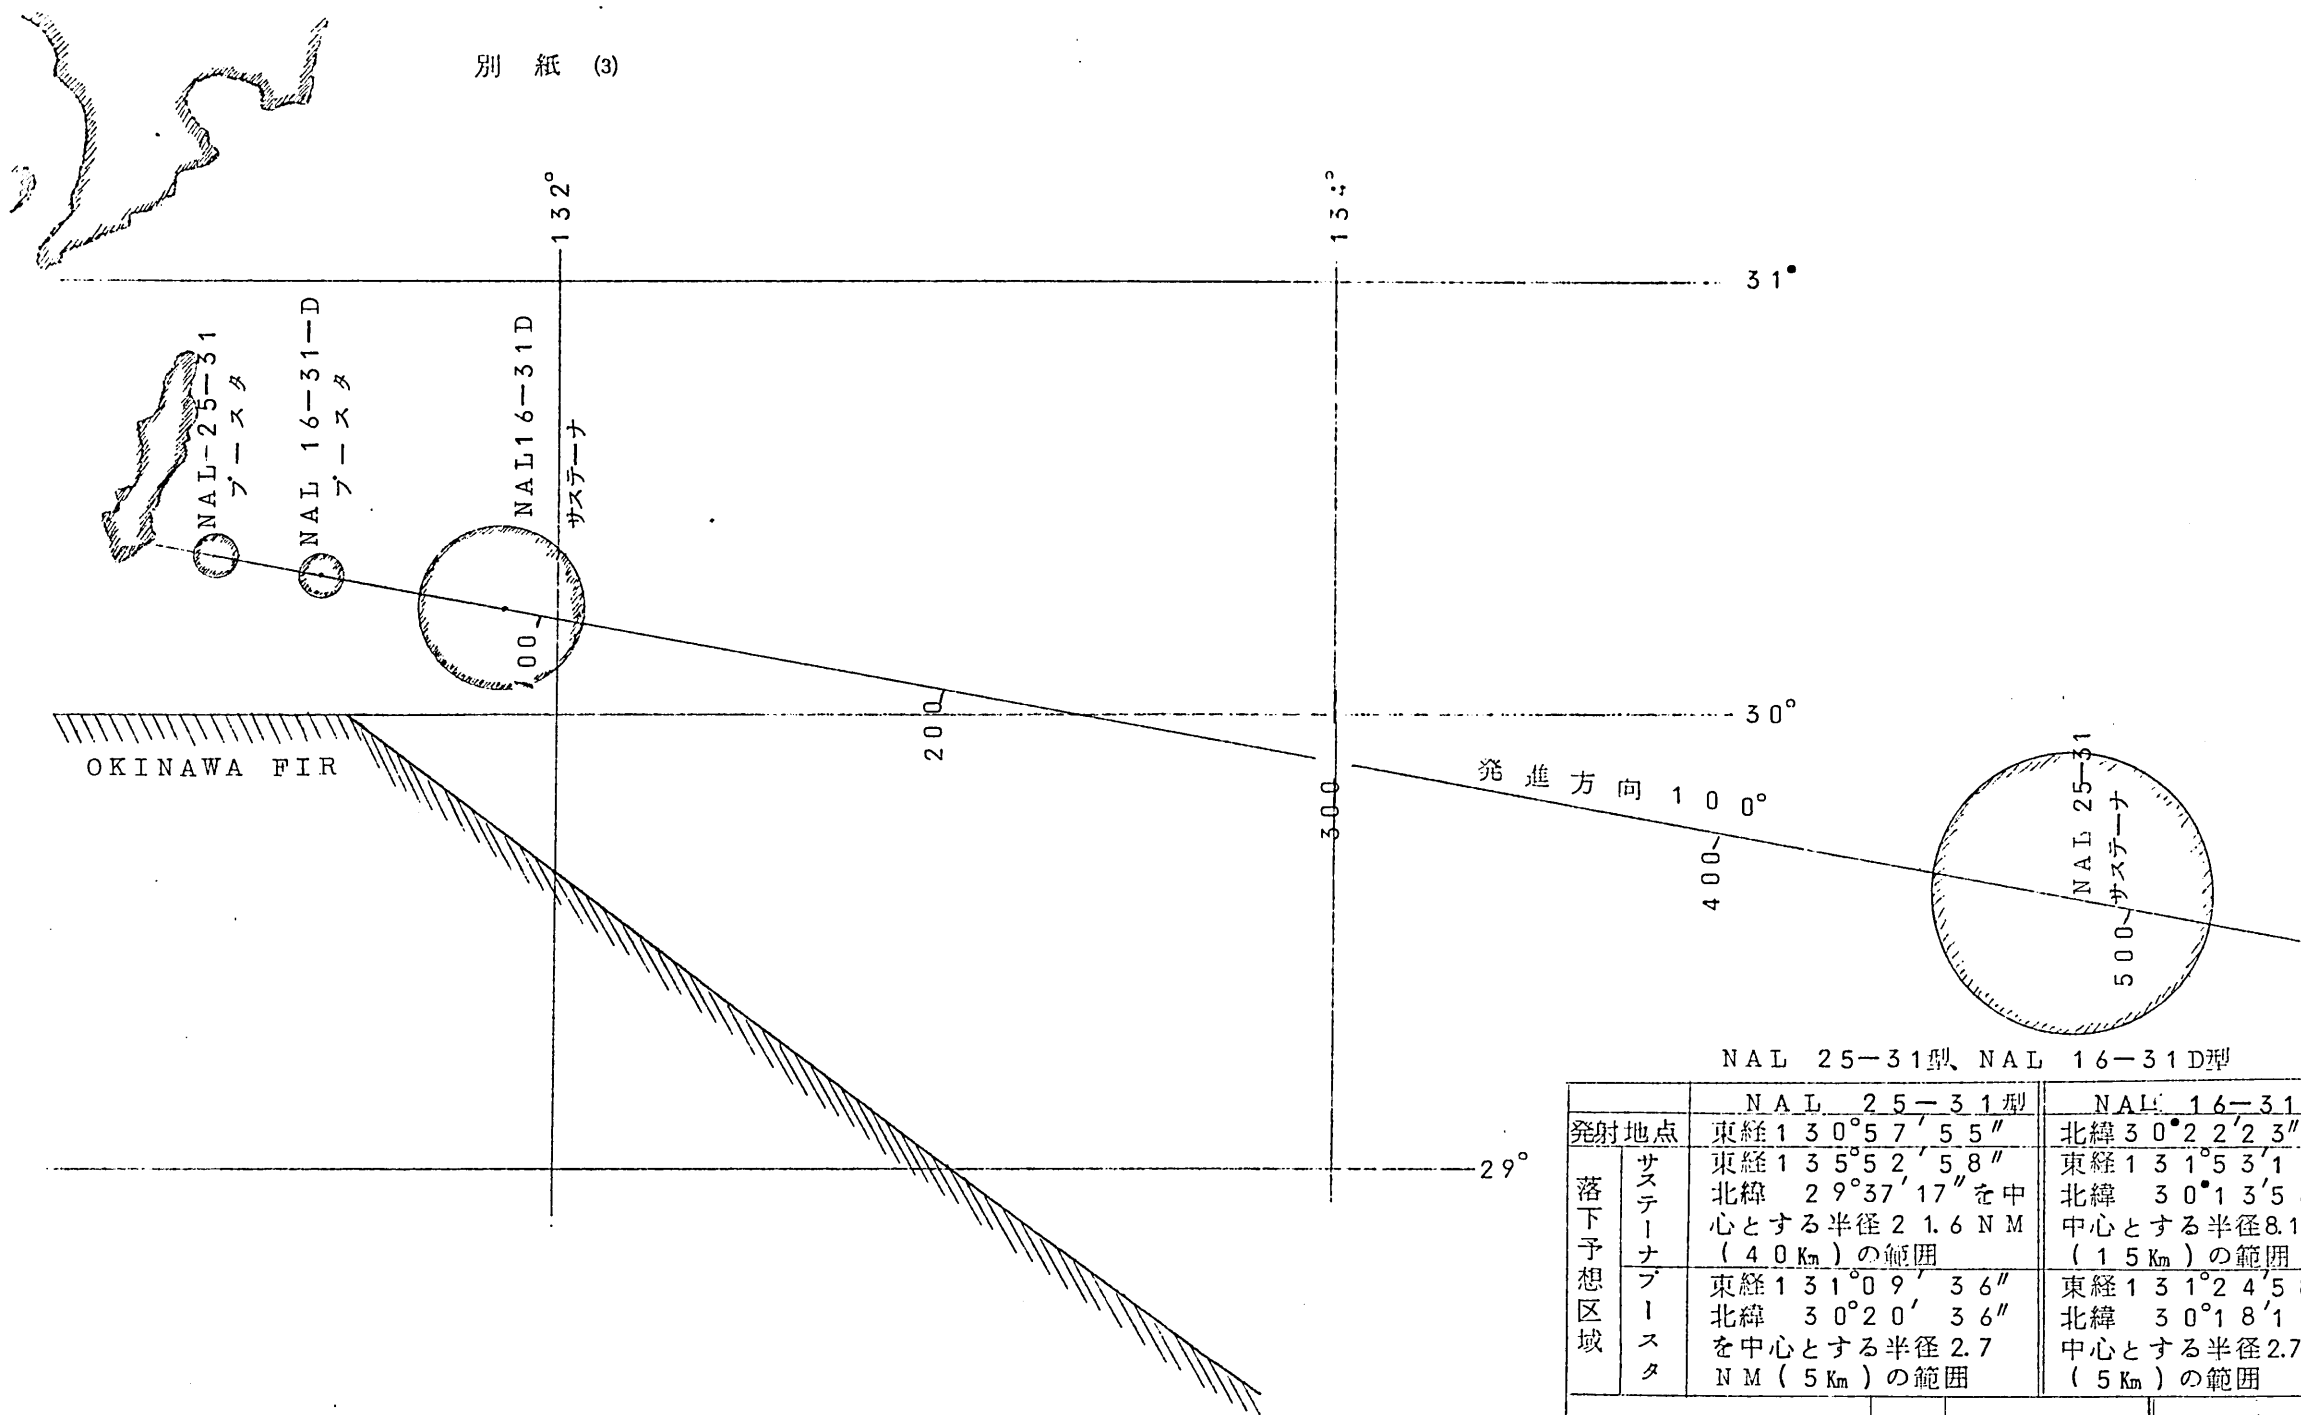 別紙 (3)
132°
134°
31°
NAL-25-31
ブースタ
NAL 16-31-D
ブースタ
NAL16-31D
サステーナ
100
200
30°
OKINAWA FIR
300
発進方向100°
400
NAL 25-31
サステーナ
500
29°
NAL 25-31型、NAL 16-31D型
NAL 25-31型 NAL 16-31
発射地点 東経130°57′55″ 北緯30°22′23″
落下予想区域
サステーナ
東経135°52′58″
北緯 29°37′17″を中
心とする半径21.6NM
(40Km)の範囲
東経131°53′1
北緯 30°13′5
中心とする半径8.1
(15Km)の範囲
ブースタ
東経131°09′36″
北緯 30°20′36″
を中心とする半径2.7
NM(5Km)の範囲
東経131°24′5
北緯 30°18′1
中心とする半径2.7
(5Km)の範囲